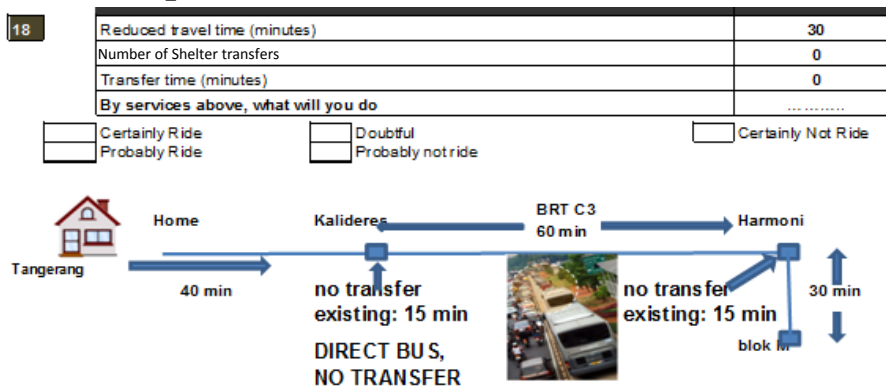 18
Reduced travel time (minutes) 30
Number of Shelter transfers 0
Transfer time (minutes) 0
By services above, what will you do ............
Certainly Ride Doubtful Certainly Not Ride
Probably Ride Probably not ride
Home Kalideres BRT C3 Harmoni
60 min
Tangerang
40 min no transfer no transfer 30 min
existing: 15 min existing: 15 min
DIRECT BUS, blok M
NO TRANSFER